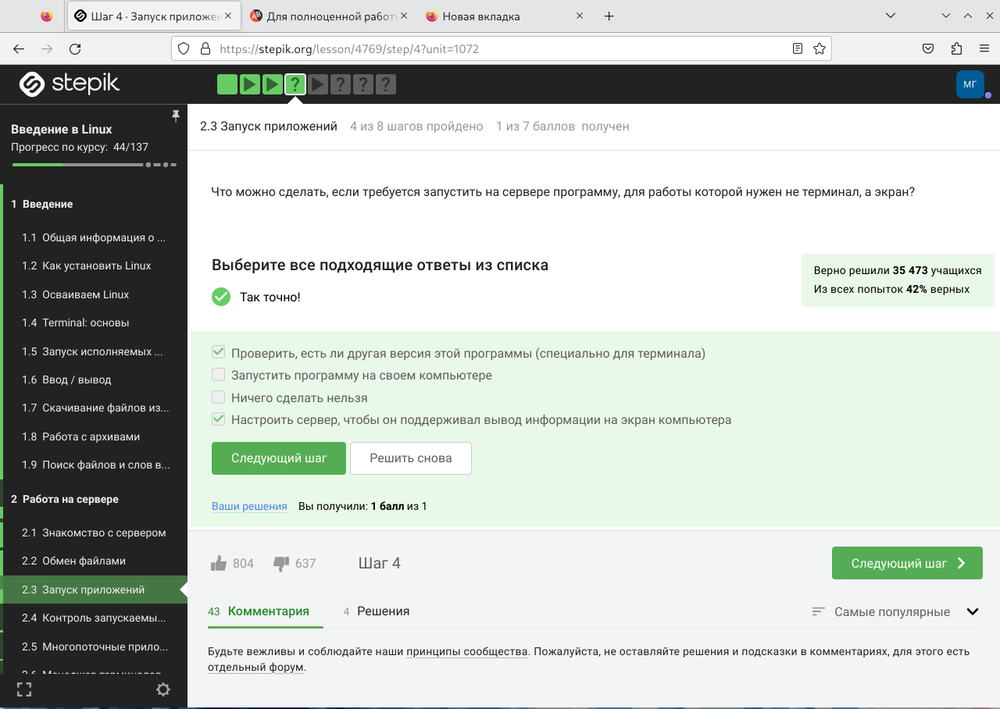 Шаг 4 · Запуск приложен
Для полноценной работ
Новая вкладка
https://stepik.org/lesson/4769/step/4?unit=1072
stepik
? ? ? ?
МГ
Введение в Linux
Прогресс по курсу: 44/137
1 Введение
1.1 Общая информация о ...
1.2 Как установить Linux
1.3 Осваиваем Linux
1.4 Terminal: основы
1.5 Запуск исполняемых ...
1.6 Ввод / вывод
1.7 Скачивание файлов из...
1.8 Работа с архивами
1.9 Поиск файлов и слов в...
2 Работа на сервере
2.1 Знакомство с сервером
2.2 Обмен файлами
2.3 Запуск приложений
2.4 Контроль запускаемы...
2.5 Многопоточные прило...
2.6 Менеджер терминалов
2.3 Запуск приложений 4 из 8 шагов пройдено 1 из 7 баллов получен
Что можно сделать, если требуется запустить на сервере программу, для работы которой нужен не терминал, а экран?
Выберите все подходящие ответы из списка
Так точно!
Верно решили 35 473 учащихся
Из всех попыток 42% верных
Проверить, есть ли другая версия этой программы (специально для терминала)
Запустить программу на своем компьютере
Ничего сделать нельзя
Настроить сервер, чтобы он поддерживал вывод информации на экран компьютера
Следующий шаг Решить снова
Ваши решения Вы получили: 1 балл из 1
804 637 Шаг 4 Следующий шаг
43 Комментария 4 Решения Самые популярные
Будьте вежливы и соблюдайте наши принципы сообщества. Пожалуйста, не оставляйте решения и подсказки в комментариях, для этого есть
отдельный форум.